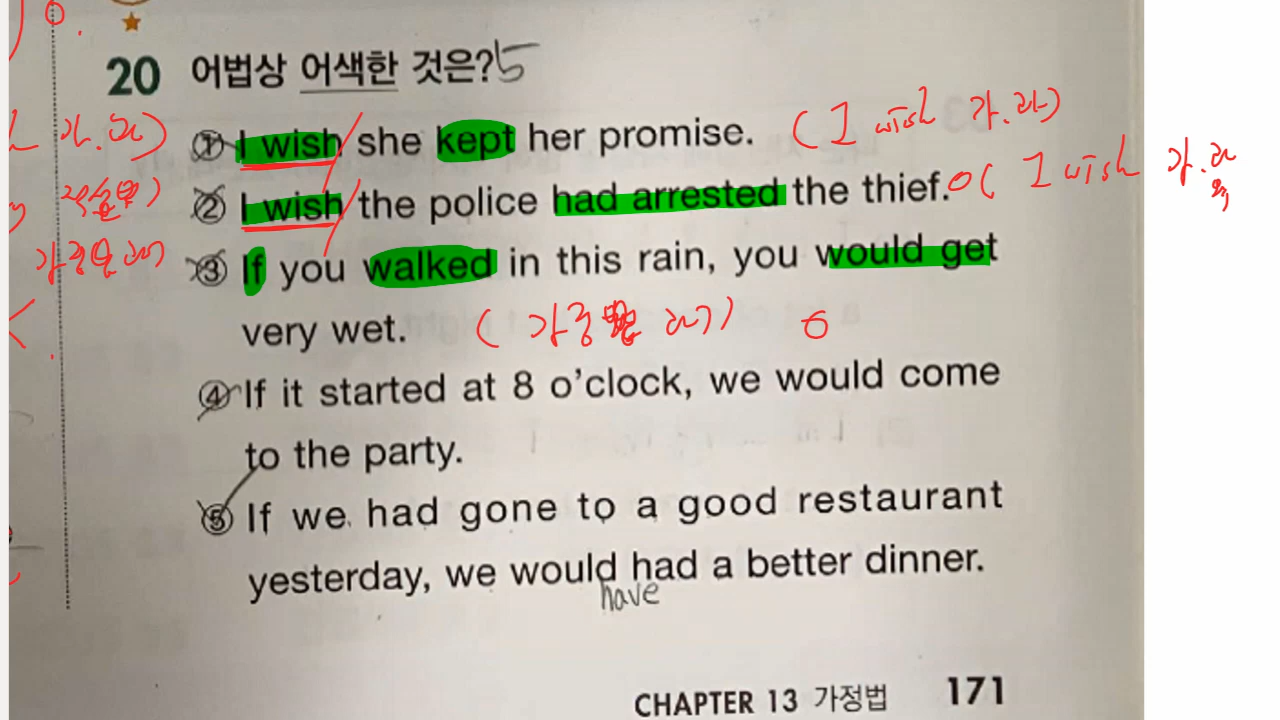 20 어법상 어색한 것은? 5
① I wish she kept her promise. (I wish 가.과)
② I wish the police had arrested the thief. O( I wish 가.과
③ If you walked in this rain, you would get
very wet. ( 가정법 과거) O
④ If it started at 8 o'clock, we would come
to the party.
⑤ If we had gone to a good restaurant
yesterday, we would had a better dinner.
have
CHAPTER 13 가정법 171